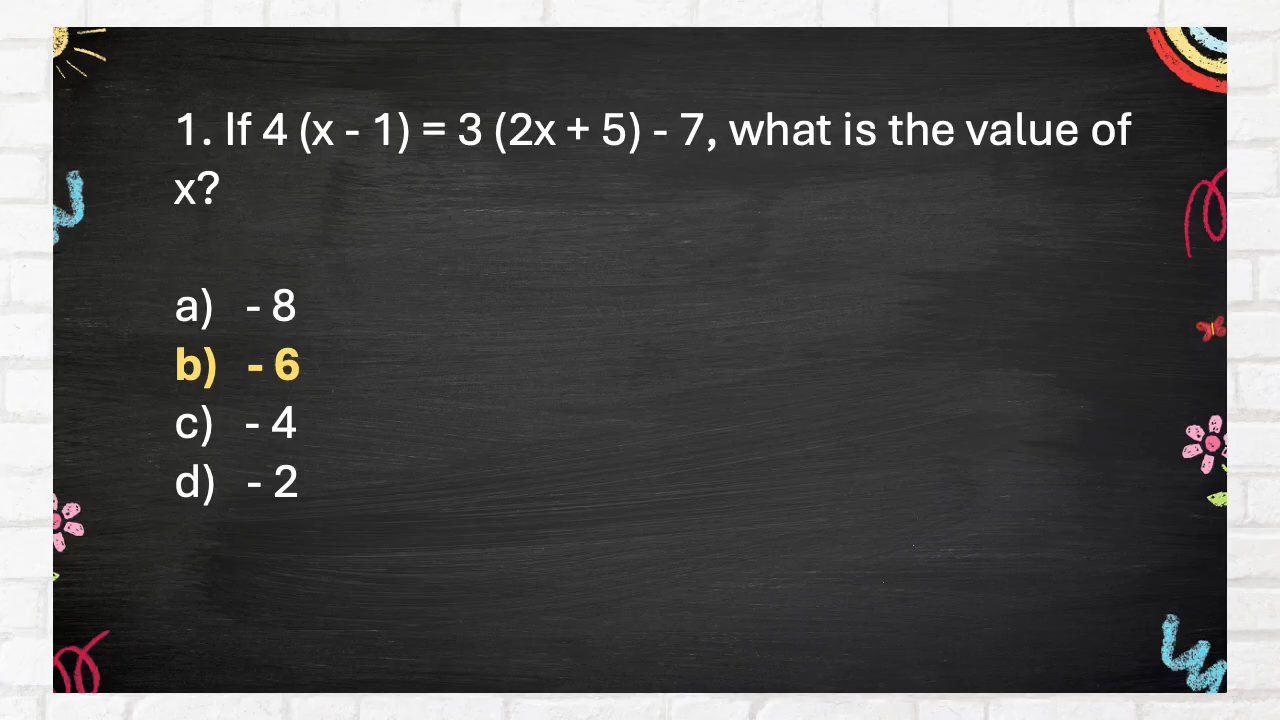 1. If 4 (x - 1) = 3 (2x + 5) - 7, what is the value of
x?
a) - 8
b) - 6
c) - 4
d) - 2